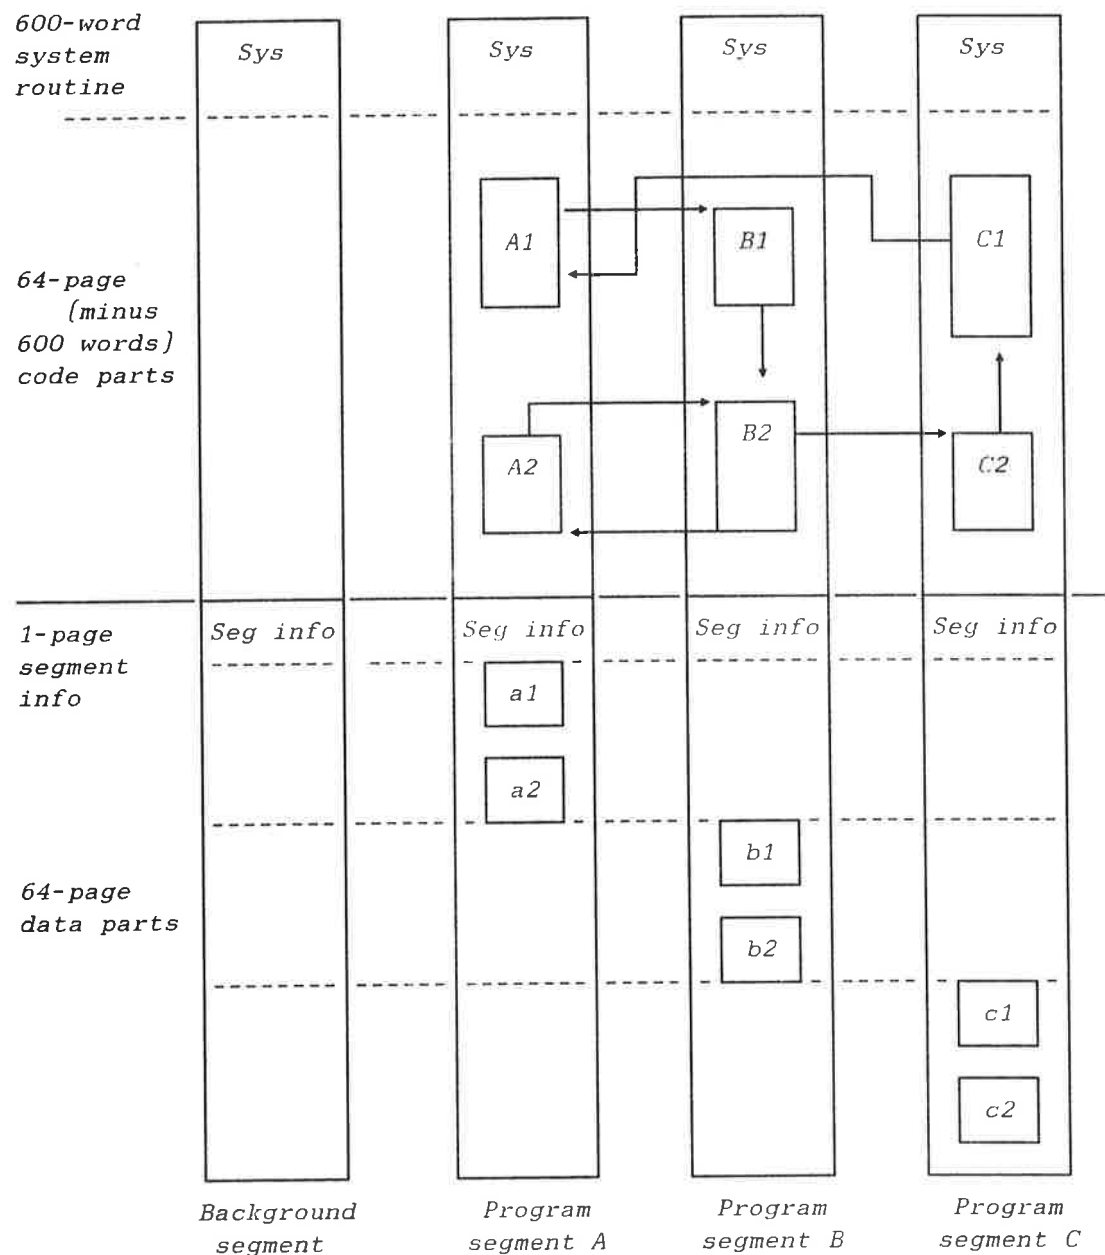 600-word
system
routine
Sys
Sys
Sys
Sys
64-page
(minus
600 words)
code parts
A1
B1
C1
A2
B2
C2
1-page
segment
info
Seg info
Seg info
Seg info
Seg info
a1
a2
64-page
data parts
b1
b2
c1
c2
Background
segment
Program
segment A
Program
segment B
Program
segment C